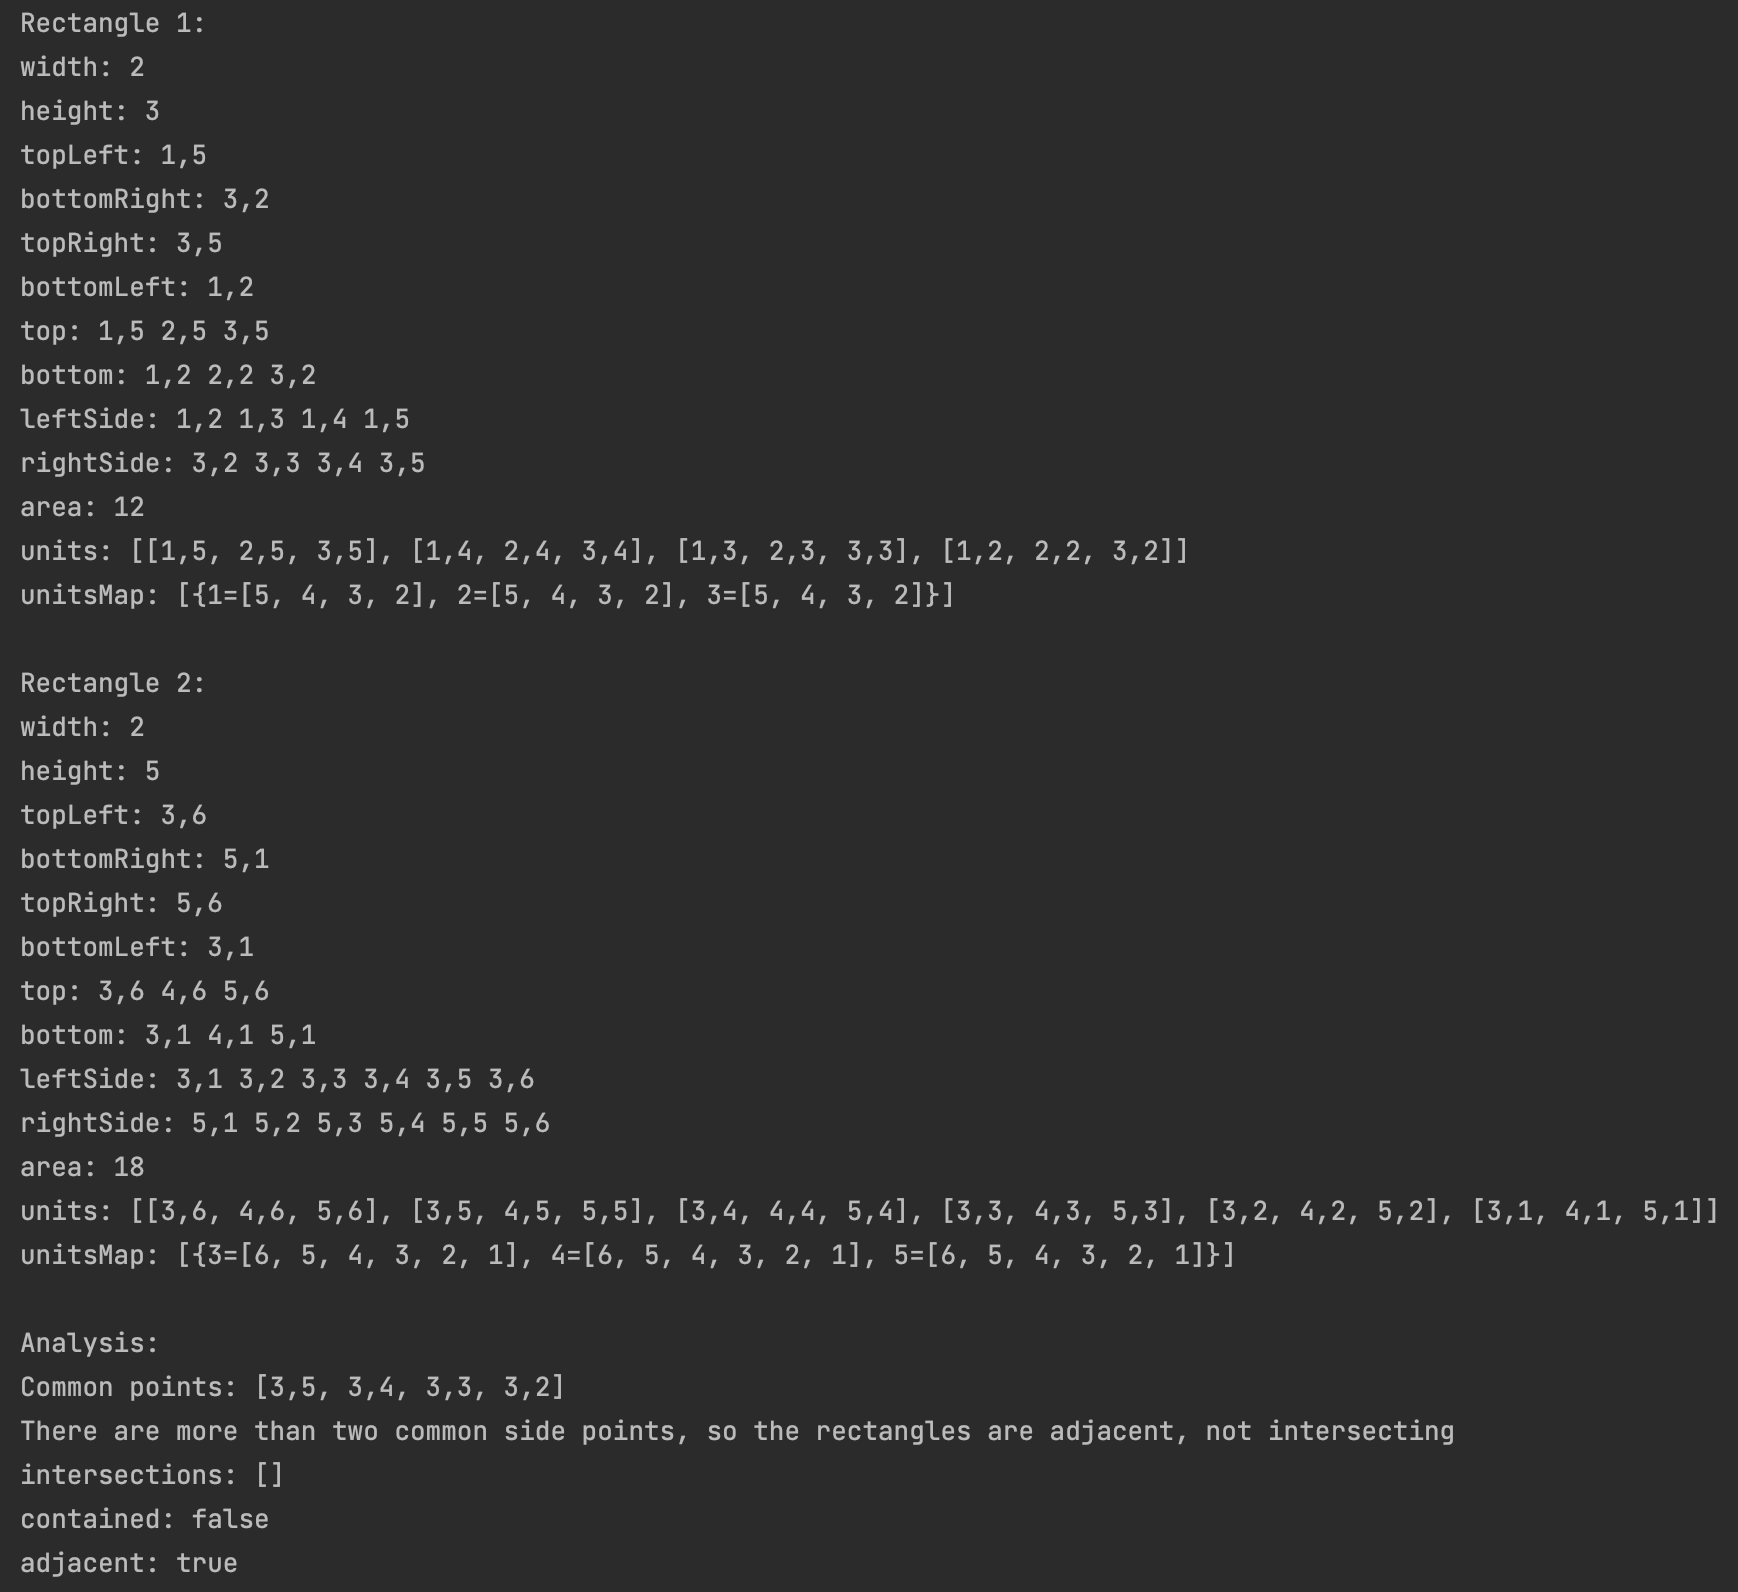 Rectangle 1:
width: 2
height: 3
topLeft: 1,5
bottomRight: 3,2
topRight: 3,5
bottomLeft: 1,2
top: 1,5 2,5 3,5
bottom: 1,2 2,2 3,2
leftSide: 1,2 1,3 1,4 1,5
rightSide: 3,2 3,3 3,4 3,5
area: 12
units: [[1,5, 2,5, 3,5], [1,4, 2,4, 3,4], [1,3, 2,3, 3,3], [1,2, 2,2, 3,2]]
unitsMap: [{1=[5, 4, 3, 2], 2=[5, 4, 3, 2], 3=[5, 4, 3, 2]}]

Rectangle 2:
width: 2
height: 5
topLeft: 3,6
bottomRight: 5,1
topRight: 5,6
bottomLeft: 3,1
top: 3,6 4,6 5,6
bottom: 3,1 4,1 5,1
leftSide: 3,1 3,2 3,3 3,4 3,5 3,6
rightSide: 5,1 5,2 5,3 5,4 5,5 5,6
area: 18
units: [[3,6, 4,6, 5,6], [3,5, 4,5, 5,5], [3,4, 4,4, 5,4], [3,3, 4,3, 5,3], [3,2, 4,2, 5,2], [3,1, 4,1, 5,1]]
unitsMap: [{3=[6, 5, 4, 3, 2, 1], 4=[6, 5, 4, 3, 2, 1], 5=[6, 5, 4, 3, 2, 1]}]

Analysis:
Common points: [3,5, 3,4, 3,3, 3,2]
There are more than two common side points, so the rectangles are adjacent, not intersecting
intersections: []
contained: false
adjacent: true